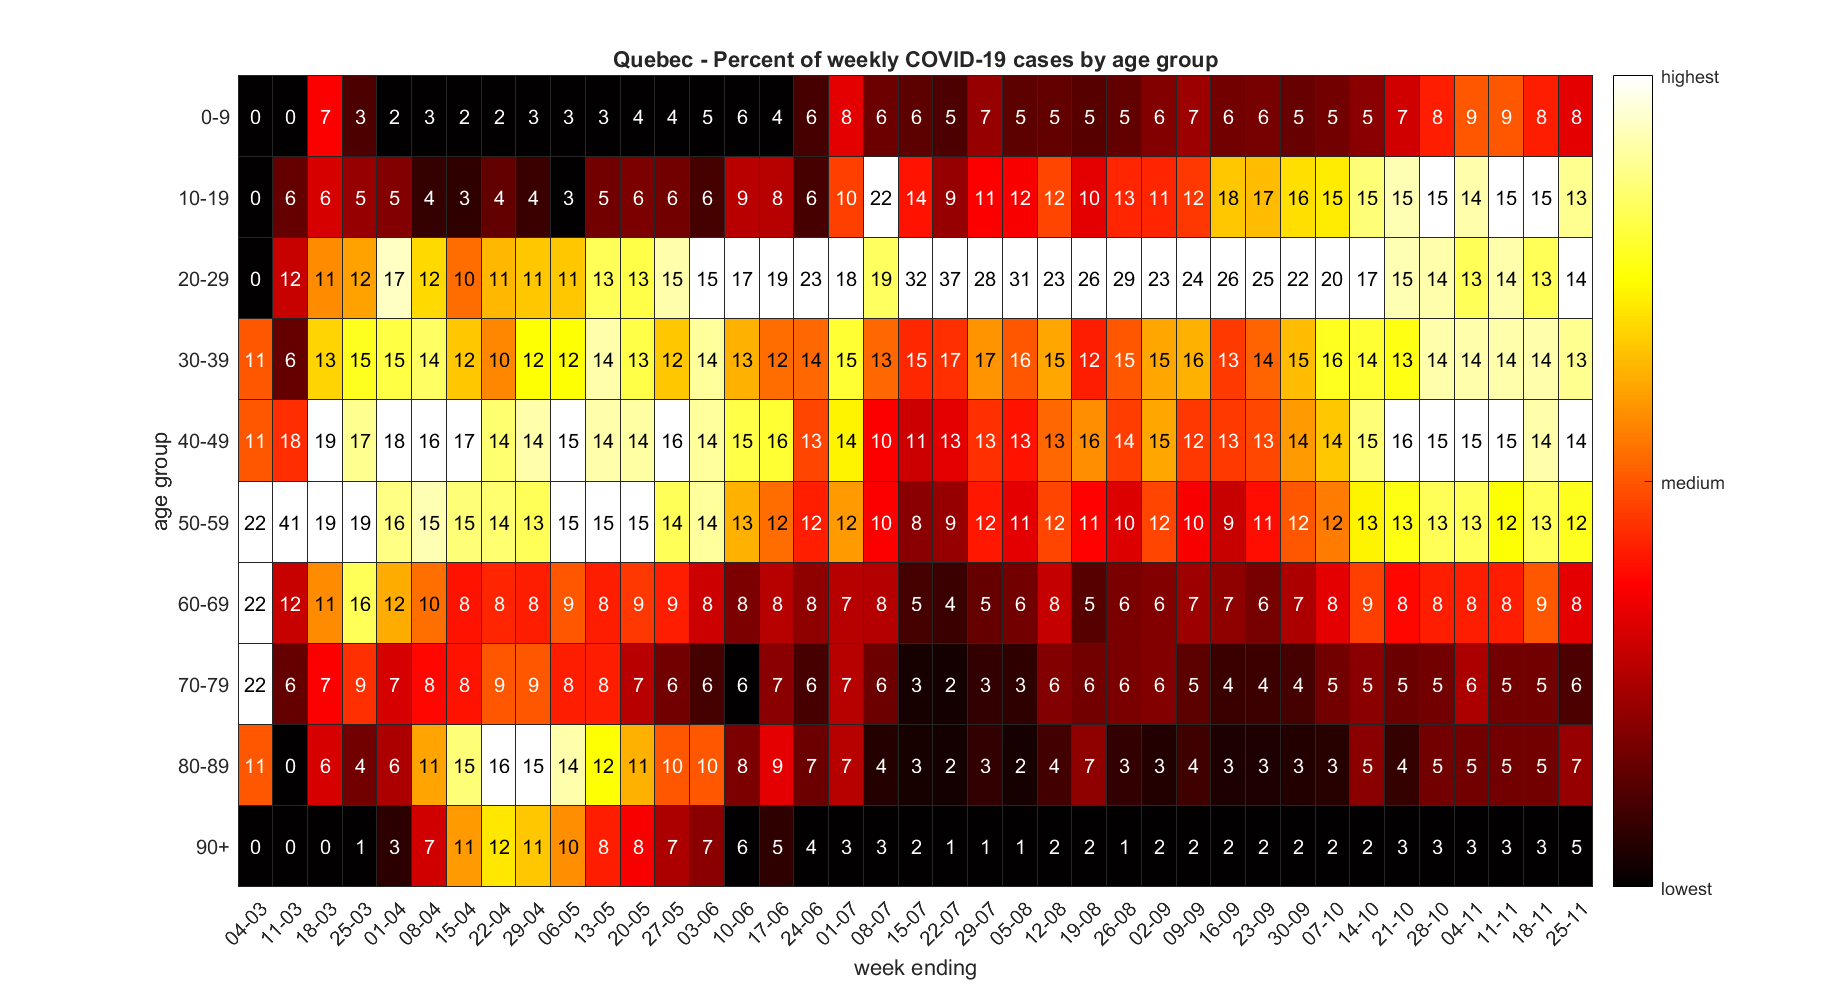 Quebec - Percent of weekly COVID-19 cases by age group
highest
0-9 0 0 7 3 2 3 2 2 3 3 3 4 4 5 6 4 6 8 6 6 5 7 5 5 5 5 6 7 6 6 5 5 5 7 8 9 9 8 8
10-19 0 6 6 5 5 4 3 4 4 3 5 6 6 6 9 8 6 10 22 14 9 11 12 12 10 13 11 12 18 17 16 15 15 15 15 14 15 15 13
20-29 0 12 11 12 17 12 10 11 11 11 13 13 15 15 17 19 23 18 19 32 37 28 31 23 26 29 23 24 26 25 22 20 17 15 14 13 14 13 14
30-39 11 6 13 15 15 14 12 10 12 12 14 13 12 14 13 12 14 15 13 15 17 17 16 15 12 15 15 16 13 14 15 16 14 13 14 14 14 14 13
40-49 11 18 19 17 18 16 17 14 14 15 14 14 16 14 15 16 13 14 10 11 13 13 13 13 16 14 15 12 13 13 14 14 15 16 15 15 15 14 14
medium
50-59 22 41 19 19 16 15 15 14 13 15 15 15 14 14 13 12 12 12 10 8 9 12 11 12 11 10 12 10 9 11 12 12 13 13 13 13 12 13 12
60-69 22 12 11 16 12 10 8 8 8 9 8 9 9 8 8 8 8 7 8 5 4 5 6 8 5 6 6 7 7 6 7 8 9 8 8 8 8 9 8
70-79 22 6 7 9 7 8 8 9 9 8 8 7 6 6 6 7 6 7 6 3 2 3 3 6 6 6 6 5 4 4 4 5 5 5 5 6 5 5 6
80-89 11 0 6 4 6 11 15 16 15 14 12 11 10 10 8 9 7 7 4 3 2 3 2 4 7 3 3 4 3 3 3 3 5 4 5 5 5 5 7
90+ 0 0 0 1 3 7 11 12 11 10 8 8 7 7 6 5 4 3 3 2 1 1 1 2 2 1 2 2 2 2 2 2 2 3 3 3 3 3 5
lowest
age group
04-03 11-03 18-03 25-03 01-04 08-04 15-04 22-04 29-04 06-05 13-05 20-05 27-05 03-06 10-06 17-06 24-06 01-07 08-07 15-07 22-07 29-07 05-08 12-08 19-08 26-08 02-09 09-09 16-09 23-09 30-09 07-10 14-10 21-10 28-10 04-11 11-11 18-11 25-11
week ending